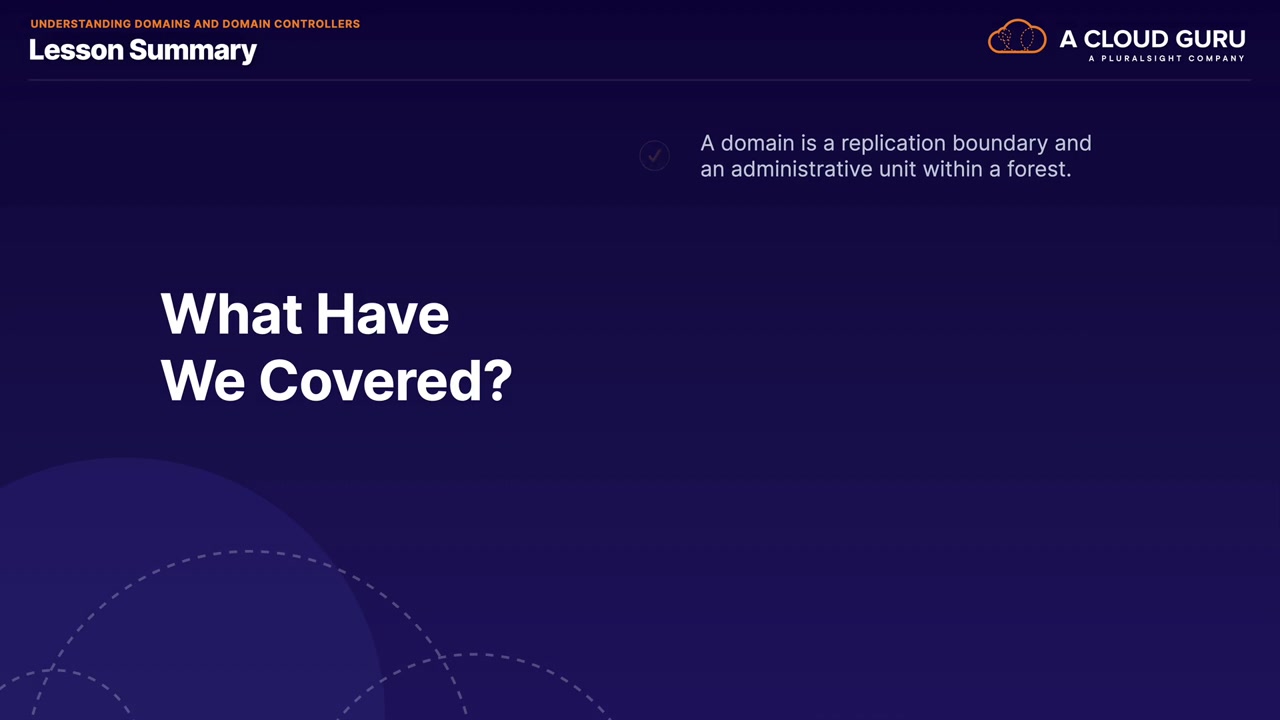 UNDERSTANDING DOMAINS AND DOMAIN CONTROLLERS
Lesson Summary
A CLOUD GURU
A PLURALSIGHT COMPANY
A domain is a replication boundary and
an administrative unit within a forest.
What Have
We Covered?